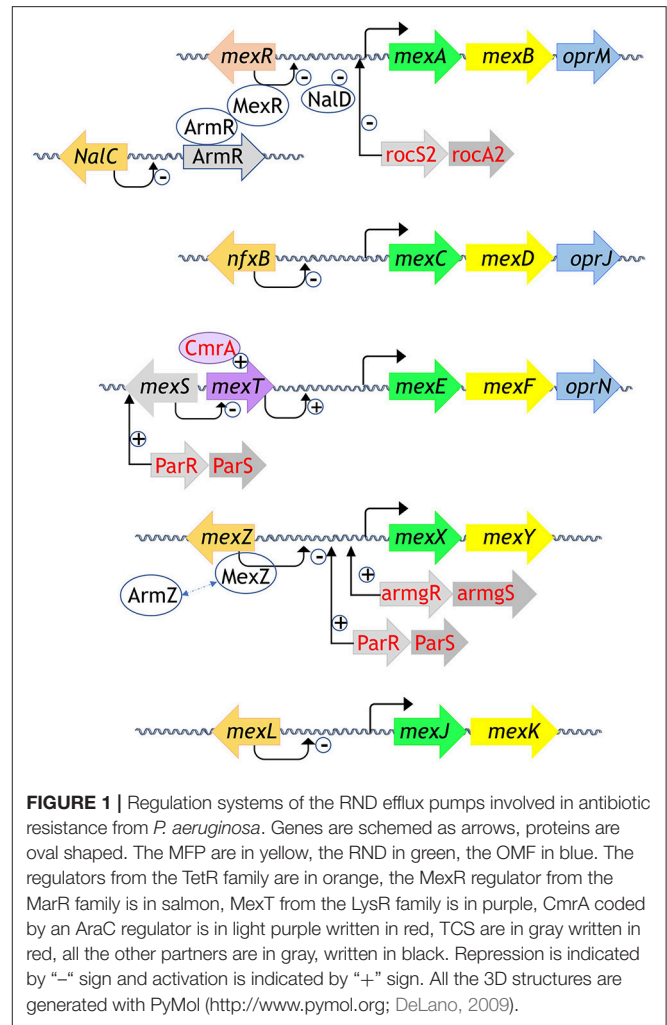 mexR mexA mexB oprM
MexR NalD
ArmR
NalC ArmR rocS2 rocA2
nfxB mexC mexD oprJ
CmrA
mexS mexT mexE mexF oprN
ParR ParS
mexZ mexX mexY
ArmZ MexZ
armgR armgS
ParR ParS
mexL mexJ mexK
FIGURE 1 | Regulation systems of the RND efflux pumps involved in antibiotic
resistance from P. aeruginosa. Genes are schemed as arrows, proteins are
oval shaped. The MFP are in yellow, the RND in green, the OMF in blue. The
regulators from the TetR family are in orange, the MexR regulator from the
MarR family is in salmon, MexT from the LysR family is in purple, CmrA coded
by an AraC regulator is in light purple written in red, TCS are in gray written in
red, all the other partners are in gray, written in black. Repression is indicated
by “–“ sign and activation is indicated by “+” sign. All the 3D structures are
generated with PyMol (http://www.pymol.org; DeLano, 2009).